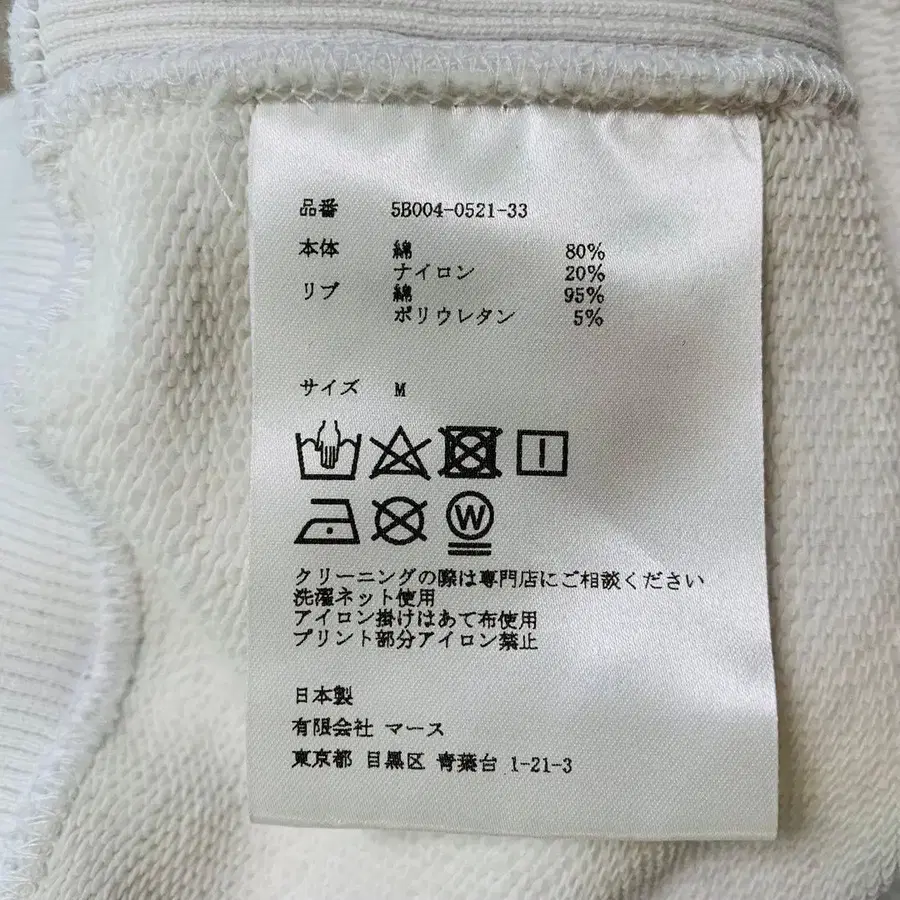 品番 5B004-0521-33
本体 綿 80%
ナイロン 20%
リブ 綿 95%
ポリウレタン 5%
サイズ M
W
クリーニングの際は専門店にご相談ください
洗濯ネット使用
アイロン掛けはあて布使用
プリント部分アイロン禁止
日本製
有限会社 マース
東京都 目黒区 青葉台 1-21-3